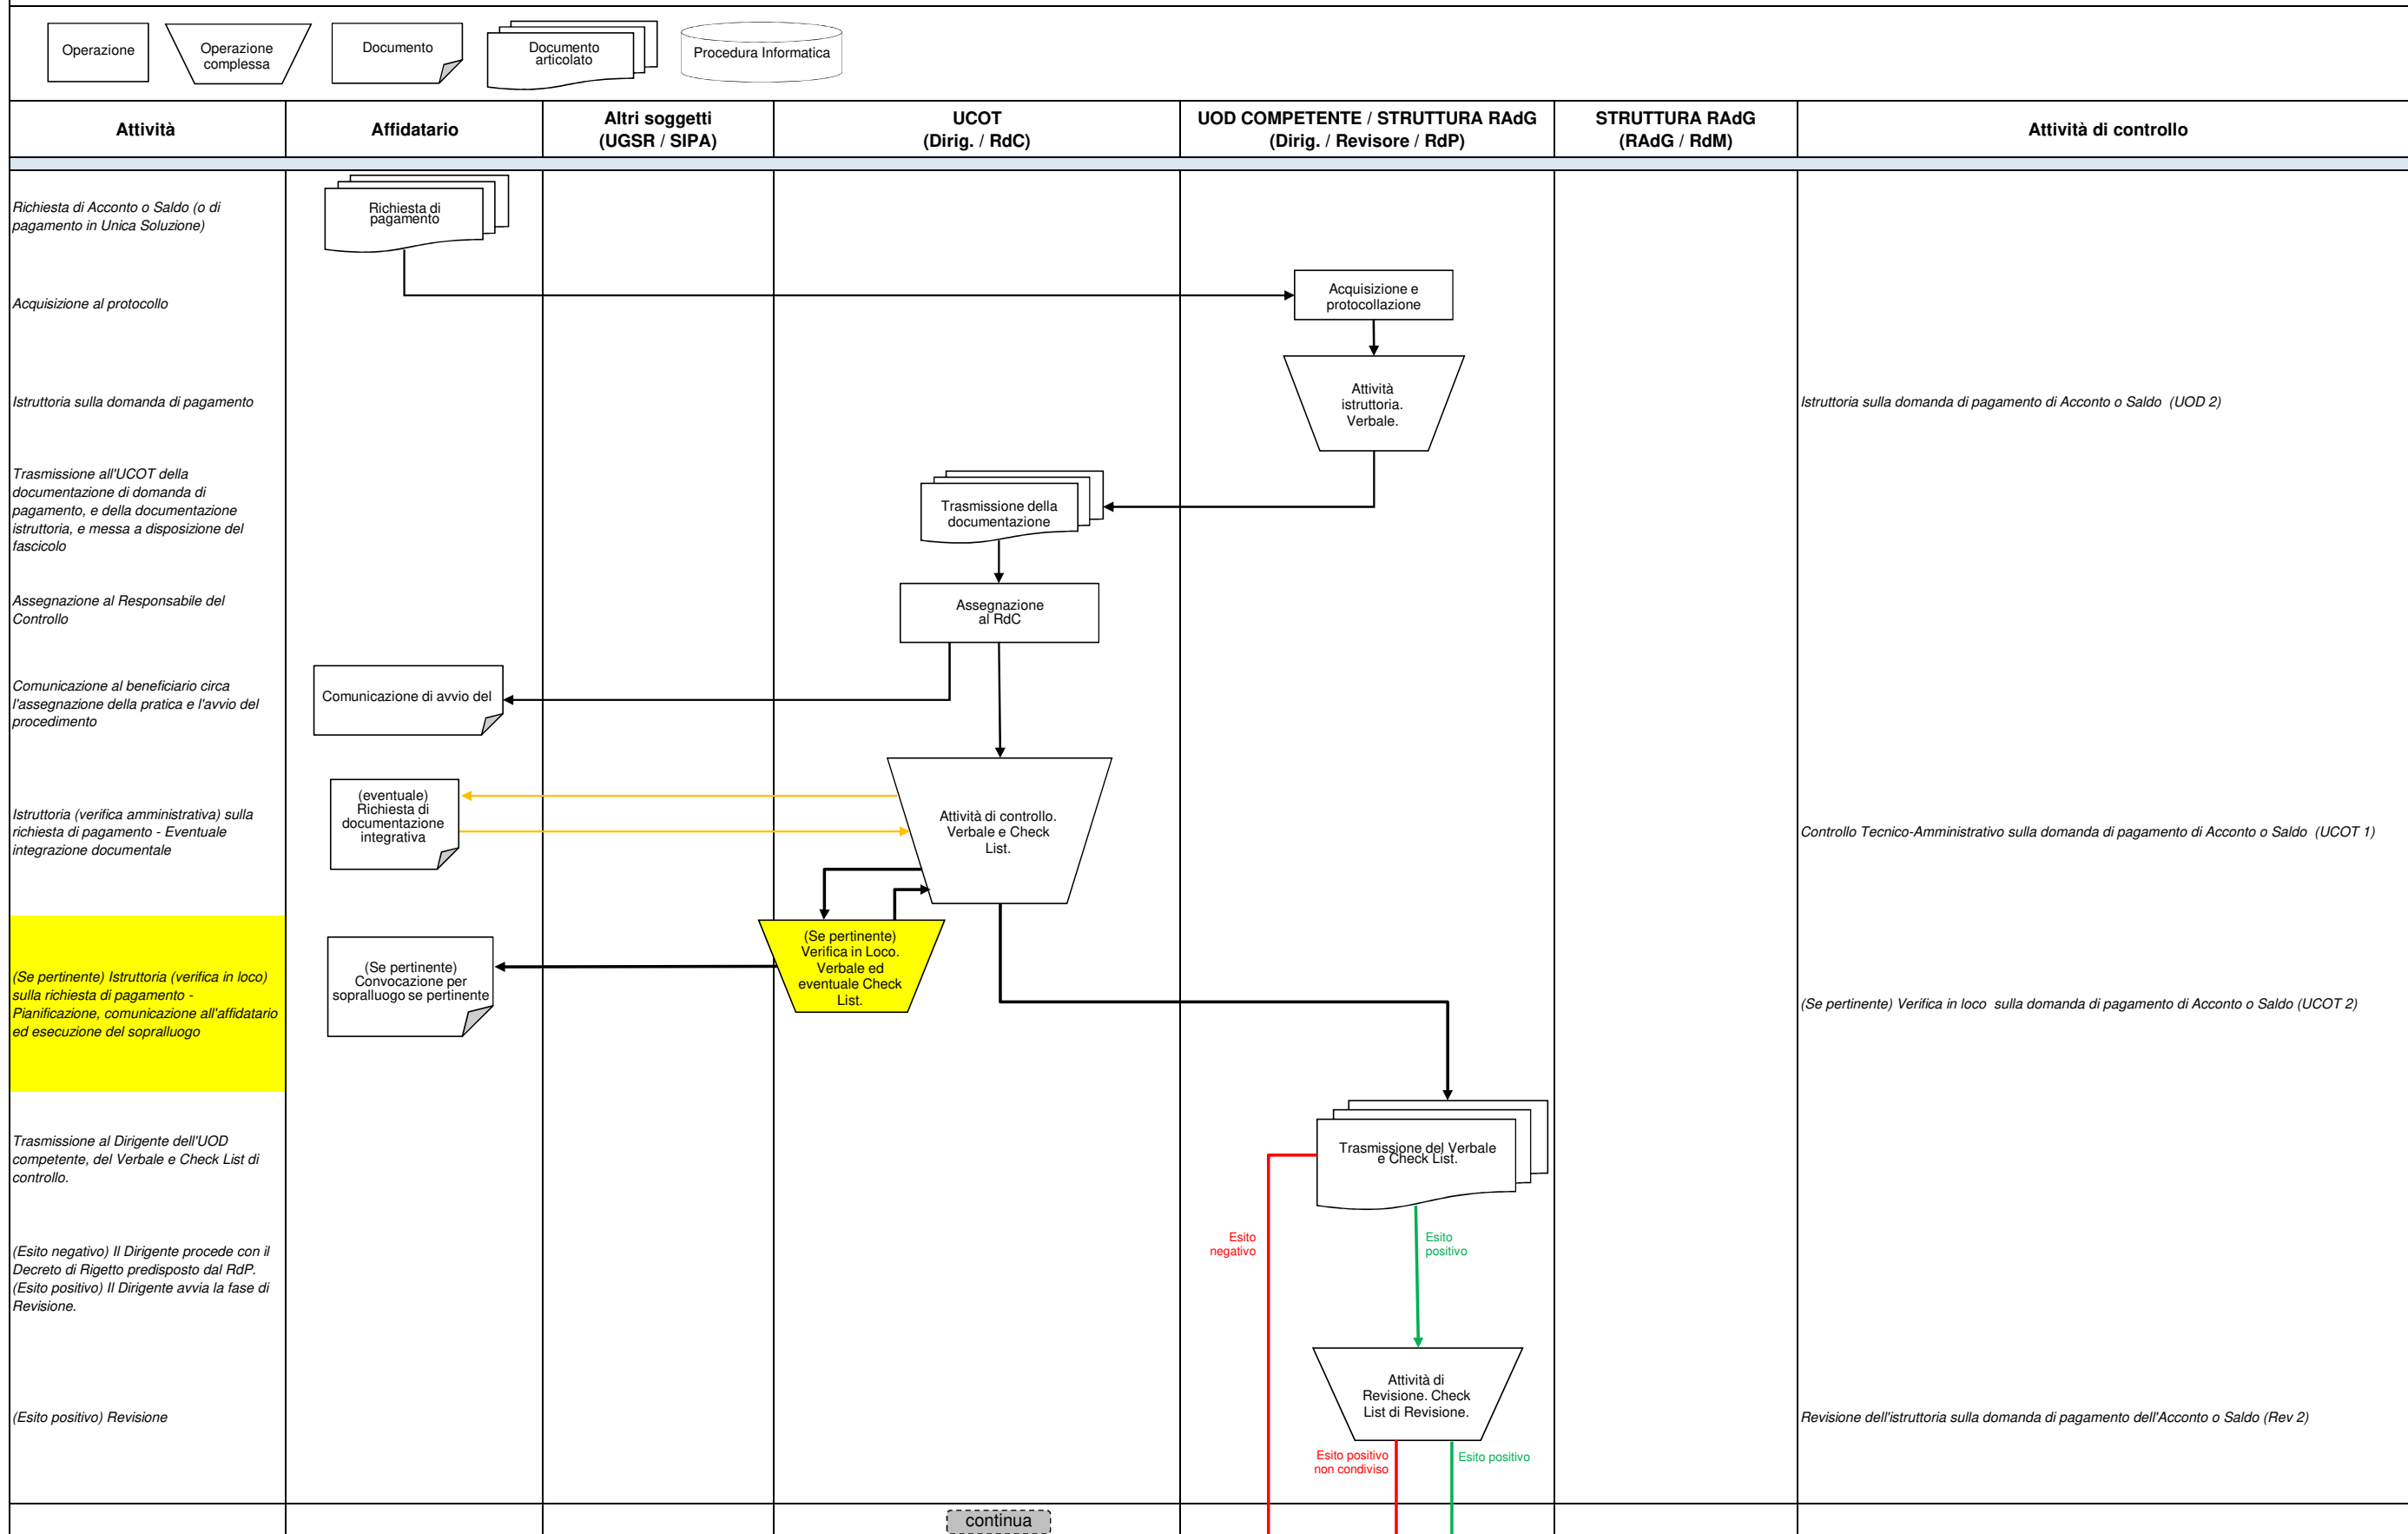 Operazione
Operazione
complessa
Documento
Documento
articolato
Procedura Informatica
Attività
Affidatario
Altri soggetti
(UGSR / SIPA)
UCOT
(Dirig. / RdC)
UOD COMPETENTE / STRUTTURA RAdG
(Dirig. / Revisore / RdP)
STRUTTURA RAdG
(RAdG / RdM)
Attività di controllo
Richiesta di Acconto o Saldo (o di
pagamento in Unica Soluzione)
Richiesta di
pagamento
Acquisizione al protocollo
Acquisizione e
protocollazione
Istruttoria sulla domanda di pagamento
Attività
istruttoria.
Verbale.
Istruttoria sulla domanda di pagamento di Acconto o Saldo  (UOD 2)
Trasmissione all'UCOT della
documentazione di domanda di
pagamento, e della documentazione
istruttoria, e messa a disposizione del
fascicolo
Trasmissione della
documentazione
Assegnazione al Responsabile del
Controllo
Assegnazione
al RdC
Comunicazione al beneficiario circa
l'assegnazione della pratica e l'avvio del
procedimento
Comunicazione di avvio del
Istruttoria (verifica amministrativa) sulla
richiesta di pagamento - Eventuale
integrazione documentale
(eventuale)
Richiesta di
documentazione
integrativa
Attività di controllo.
Verbale e Check
List.
Controllo Tecnico-Amministrativo sulla domanda di pagamento di Acconto o Saldo  (UCOT 1)
(Se pertinente) Istruttoria (verifica in loco)
sulla richiesta di pagamento -
Pianificazione, comunicazione all'affidatario
ed esecuzione del sopralluogo
(Se pertinente)
Convocazione per
sopralluogo se pertinente
(Se pertinente)
Verifica in Loco.
Verbale ed
eventuale Check
List.
(Se pertinente) Verifica in loco  sulla domanda di pagamento di Acconto o Saldo (UCOT 2)
Trasmissione al Dirigente dell'UOD
competente, del Verbale e Check List di
controllo.
Trasmissione del Verbale
e Check List.
(Esito negativo) Il Dirigente procede con il
Decreto di Rigetto predisposto dal RdP.
(Esito positivo) Il Dirigente avvia la fase di
Revisione.
Esito
negativo
Esito
positivo
(Esito positivo) Revisione
Attività di
Revisione. Check
List di Revisione.
Revisione dell'istruttoria sulla domanda di pagamento dell'Acconto o Saldo (Rev 2)
Esito positivo
non condiviso
Esito positivo
continua